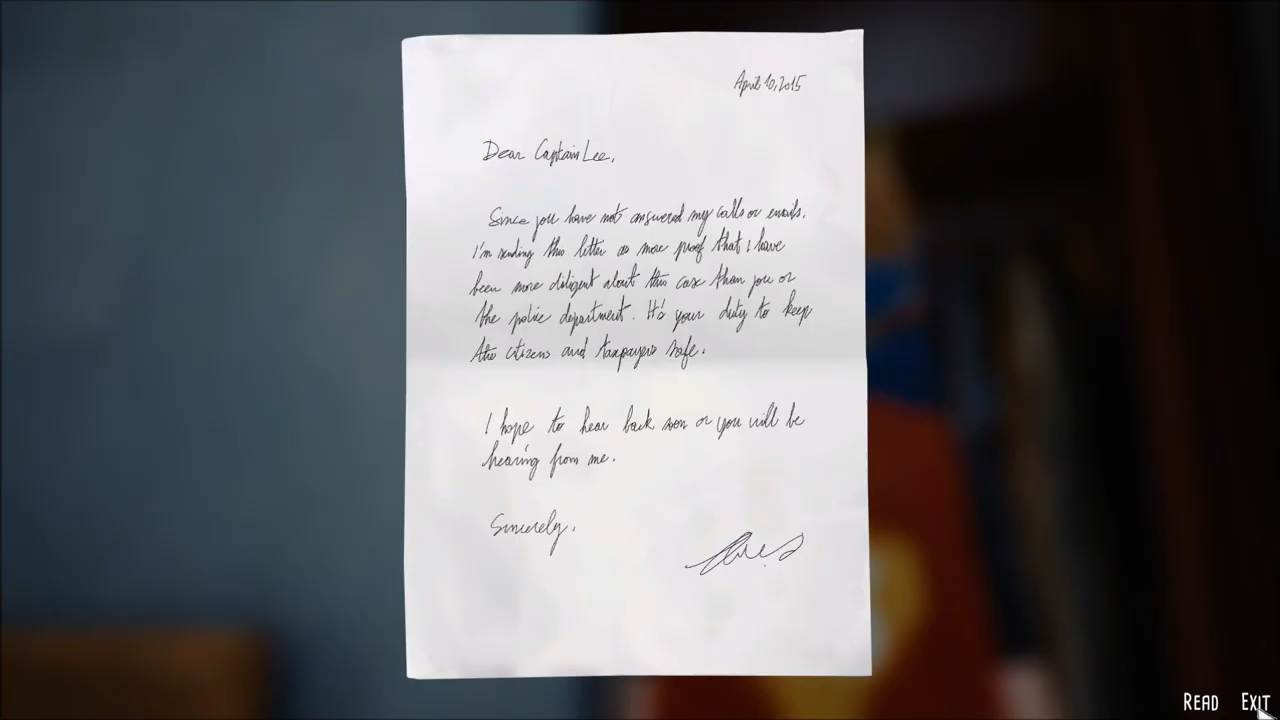 April 10, 2015
Dear Captain Lee,
Since you have not answered my calls or emails,
I'm sending this letter as more proof that I have
been more diligent about this case than you or
the police department. It's your duty to keep
the citizens and taxpayers safe.
I hope to hear back soon or you will be
hearing from me.
Sincerely,
READ EXIT